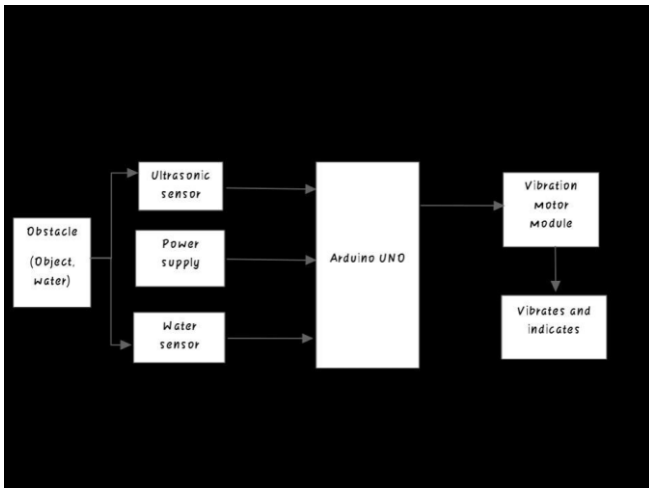 Obstacle
(Object,
water)
Ultrasonic
sensor
Power
supply
Water
sensor
Arduino UNO
Vibration
Motor
module
Vibrates and
indicates